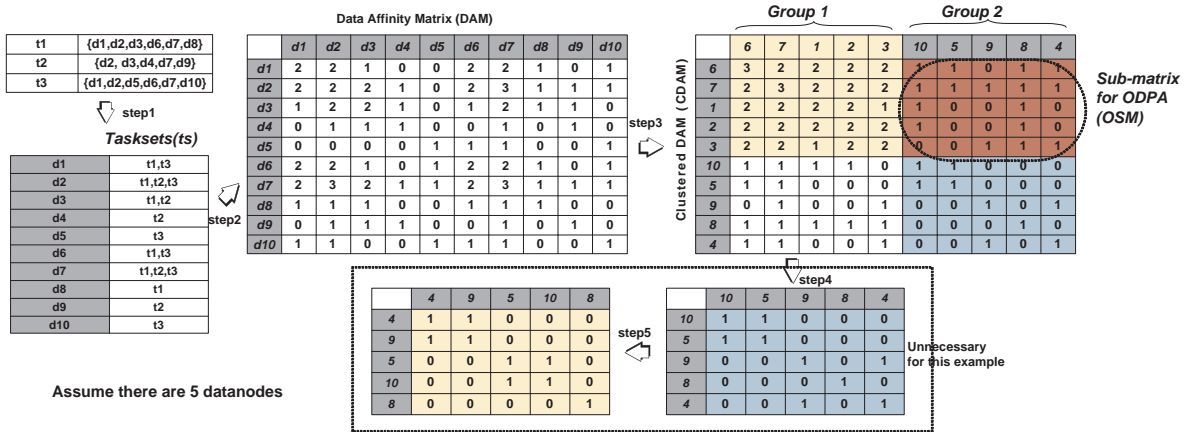 t1 {d1,d2,d3,d6,d7,d8}
t2 {d2, d3,d4,d7,d9}
t3 {d1,d2,d5,d6,d7,d10}
step1
Tasksets(ts)
d1 t1,t3
d2 t1,t2,t3
d3 t1,t2
d4 t2
d5 t3
d6 t1,t3
d7 t1,t2,t3
d8 t1
d9 t2
d10 t3
step2
Data Affinity Matrix (DAM)
d1 d2 d3 d4 d5 d6 d7 d8 d9 d10
d1 2 2 1 0 0 2 2 1 0 1
d2 2 2 2 1 0 2 3 1 1 1
d3 1 2 2 1 0 1 2 1 1 0
d4 0 1 1 1 0 0 1 0 1 0
d5 0 0 0 0 1 1 1 0 0 1
d6 2 2 1 0 1 2 2 1 0 1
d7 2 3 2 1 1 2 3 1 1 1
d8 1 1 1 0 0 1 1 1 0 0
d9 0 1 1 1 0 0 1 0 1 0
d10 1 1 0 0 1 1 1 0 0 1
step3
Group 1 Group 2
Clustered DAM (CDAM)
6 7 1 2 3 10 5 9 8 4
6 3 2 2 2 2 1 1 0 1 1
7 2 3 2 2 2 1 1 1 1 1
1 2 2 2 2 2 1 0 0 1 0
2 2 2 2 2 2 1 0 0 1 0
3 2 2 1 2 2 0 0 1 1 1
10 1 1 1 1 0 1 1 0 0 0
5 1 1 0 0 0 1 1 0 0 0
9 0 1 0 0 1 0 0 1 0 1
8 1 1 1 1 1 0 0 0 1 0
4 1 1 0 0 1 0 0 1 0 1
Sub-matrix
for ODPA
(OSM)
step4
10 5 9 8 4
10 1 1 0 0 0
5 1 1 0 0 0
9 0 0 1 0 1
8 0 0 0 1 0
4 0 0 1 0 1
Unnecessary
for this example
step5
4 9 5 10 8
4 1 1 0 0 0
9 1 1 0 0 0
5 0 0 1 1 0
10 0 0 1 1 0
8 0 0 0 0 1
Assume there are 5 datanodes